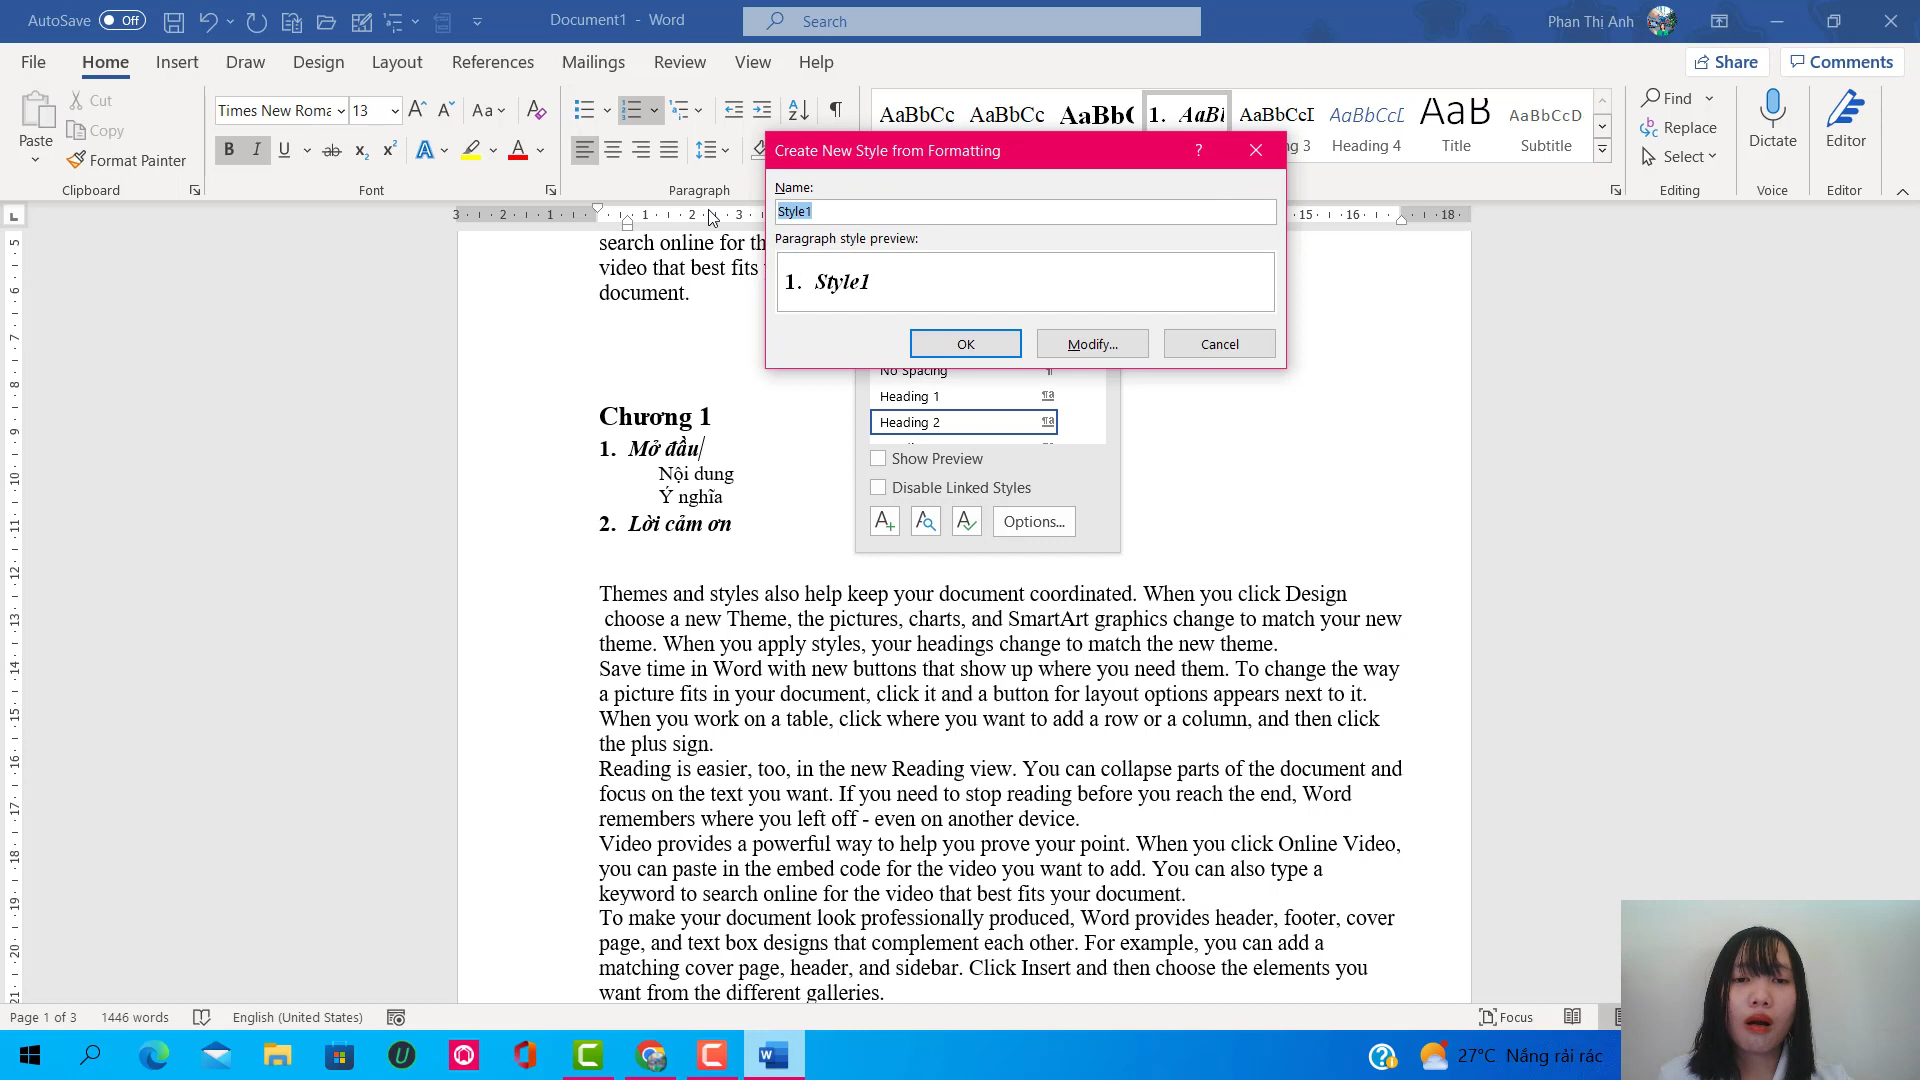 AutoSave Off
Document1 - Word
Search
Phan Thị Anh
File Home Insert Draw Design Layout References Mailings Review View Help
Share Comments
Paste
Cut
Copy
Format Painter
Clipboard
Times New Roma 13
Font
Paragraph
AaBbCc AaBbCc AaBb( 1. AaBl AaBbCcD AaBbCcD AaB AaBbCcD
3 Heading 4 Title Subtitle
Find
Replace
Select
Editing
Dictate
Voice
Editor
Editor
Create New Style from Formatting
Name:
Style1
Paragraph style preview:
1. Style1
OK Modify... Cancel
No Spacing
Heading 1
Heading 2
Show Preview
Disable Linked Styles
Options...
search online for th
video that best fits
document.
Chương 1
1. Mở đầu
Nội dung
Ý nghĩa
2. Lời cảm ơn
Themes and styles also help keep your document coordinated. When you click Design
choose a new Theme, the pictures, charts, and SmartArt graphics change to match your new
theme. When you apply styles, your headings change to match the new theme.
Save time in Word with new buttons that show up where you need them. To change the way
a picture fits in your document, click it and a button for layout options appears next to it.
When you work on a table, click where you want to add a row or a column, and then click
the plus sign.
Reading is easier, too, in the new Reading view. You can collapse parts of the document and
focus on the text you want. If you need to stop reading before you reach the end, Word
remembers where you left off - even on another device.
Video provides a powerful way to help you prove your point. When you click Online Video,
you can paste in the embed code for the video you want to add. You can also type a
keyword to search online for the video that best fits your document.
To make your document look professionally produced, Word provides header, footer, cover
page, and text box designs that complement each other. For example, you can add a
matching cover page, header, and sidebar. Click Insert and then choose the elements you
want from the different galleries.
Page 1 of 3 1446 words English (United States) Focus
27°C Nắng rải rác